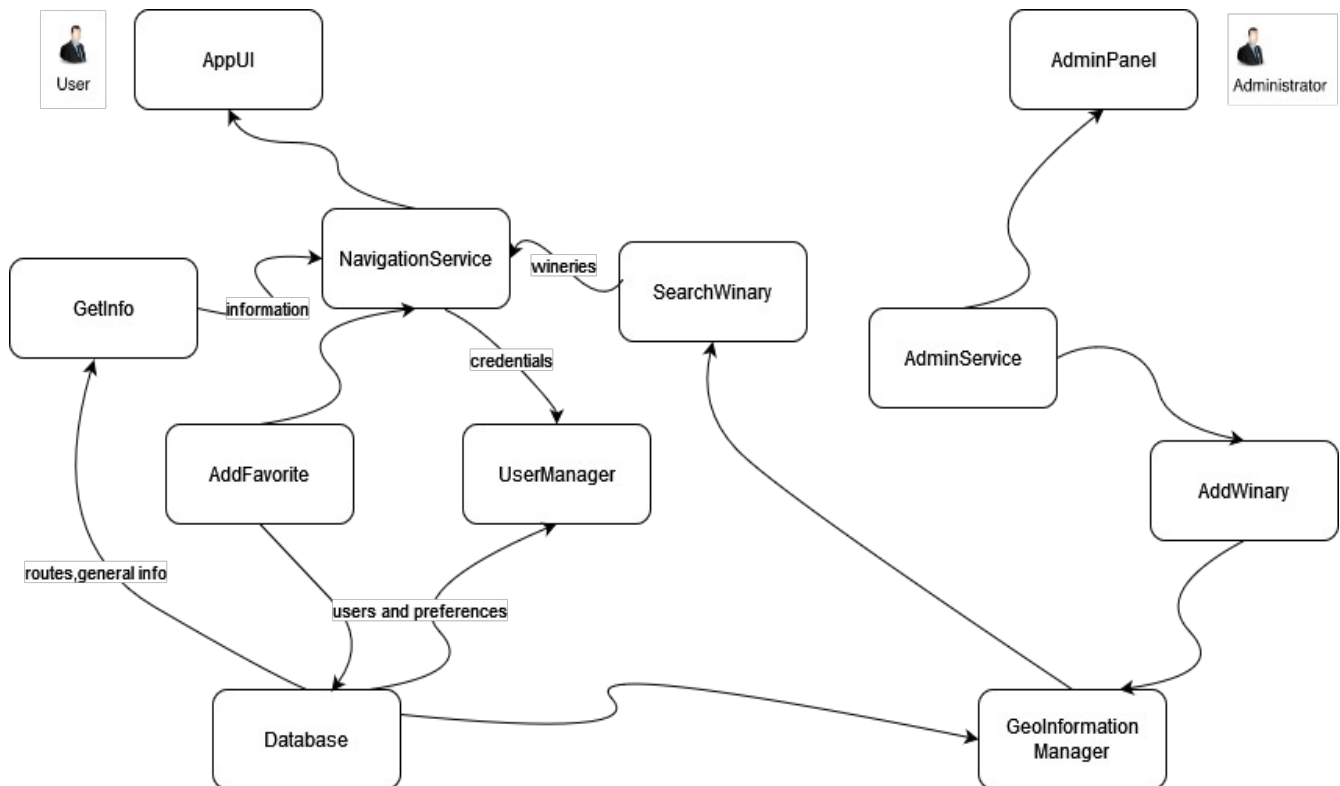 User
AppUI
AdminPanel
Administrator
NavigationService
wineries
SearchWinary
GetInfo
information
AdminService
credentials
AddFavorite
UserManager
AddWinary
routes,general info
users and preferences
Database
GeoInformation
Manager